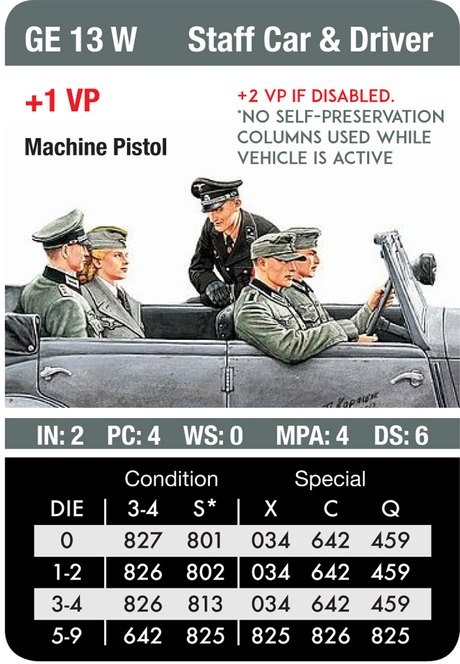 GE 13 W Staff Car & Driver
+1 VP
Machine Pistol
+2 VP IF DISABLED.
*NO SELF-PRESERVATION
COLUMNS USED WHILE
VEHICLE IS ACTIVE
IN: 2 PC: 4 WS: 0 MPA: 4 DS: 6
Condition Special
DIE 3-4 S* X C Q
0 827 801 034 642 459
1-2 826 802 034 642 459
3-4 826 813 034 642 459
5-9 642 825 825 826 825